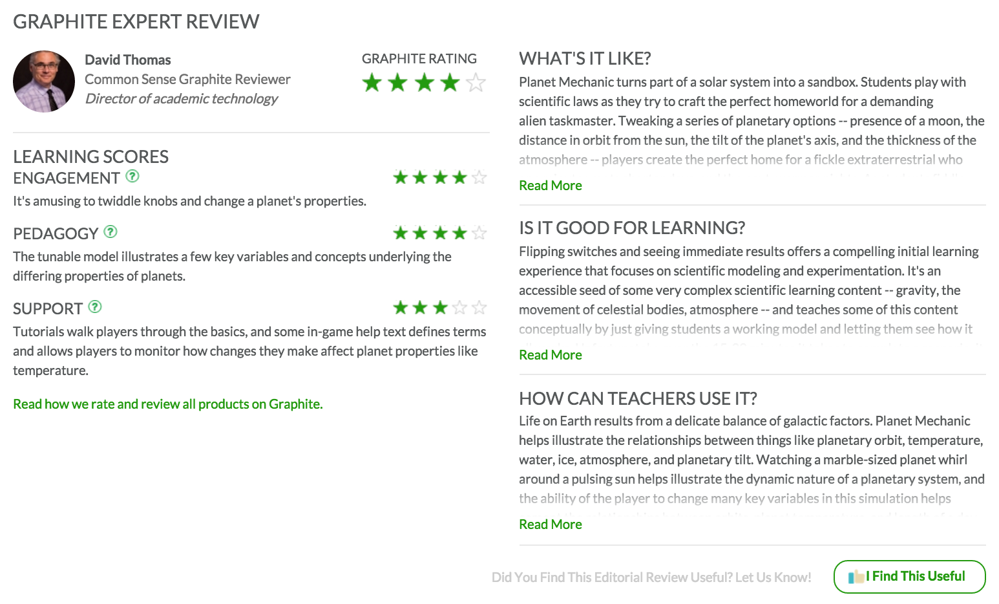 GRAPHITE EXPERT REVIEW
David Thomas
Common Sense Graphite Reviewer
Director of academic technology
GRAPHITE RATING
LEARNING SCORES
ENGAGEMENT ?
It's amusing to twiddle knobs and change a planet's properties.
PEDAGOGY ?
The tunable model illustrates a few key variables and concepts underlying the
differing properties of planets.
SUPPORT ?
Tutorials walk players through the basics, and some in-game help text defines terms
and allows players to monitor how changes they make affect planet properties like
temperature.
Read how we rate and review all products on Graphite.
WHAT'S IT LIKE?
Planet Mechanic turns part of a solar system into a sandbox. Students play with
scientific laws as they try to craft the perfect homeworld for a demanding
alien taskmaster. Tweaking a series of planetary options -- presence of a moon, the
distance in orbit from the sun, the tilt of the planet's axis, and the thickness of the
atmosphere -- players create the perfect home for a fickle extraterrestrial who
Read More
IS IT GOOD FOR LEARNING?
Flipping switches and seeing immediate results offers a compelling initial learning
experience that focuses on scientific modeling and experimentation. It's an
accessible seed of some very complex scientific learning content -- gravity, the
movement of celestial bodies, atmosphere -- and teaches some of this content
conceptually by just giving students a working model and letting them see how it
Read More
HOW CAN TEACHERS USE IT?
Life on Earth results from a delicate balance of galactic factors. Planet Mechanic
helps illustrate the relationships between things like planetary orbit, temperature,
water, ice, atmosphere, and planetary tilt. Watching a marble-sized planet whirl
around a pulsing sun helps illustrate the dynamic nature of a planetary system, and
the ability of the player to change many key variables in this simulation helps
Read More
Did You Find This Editorial Review Useful? Let Us Know!
I Find This Useful